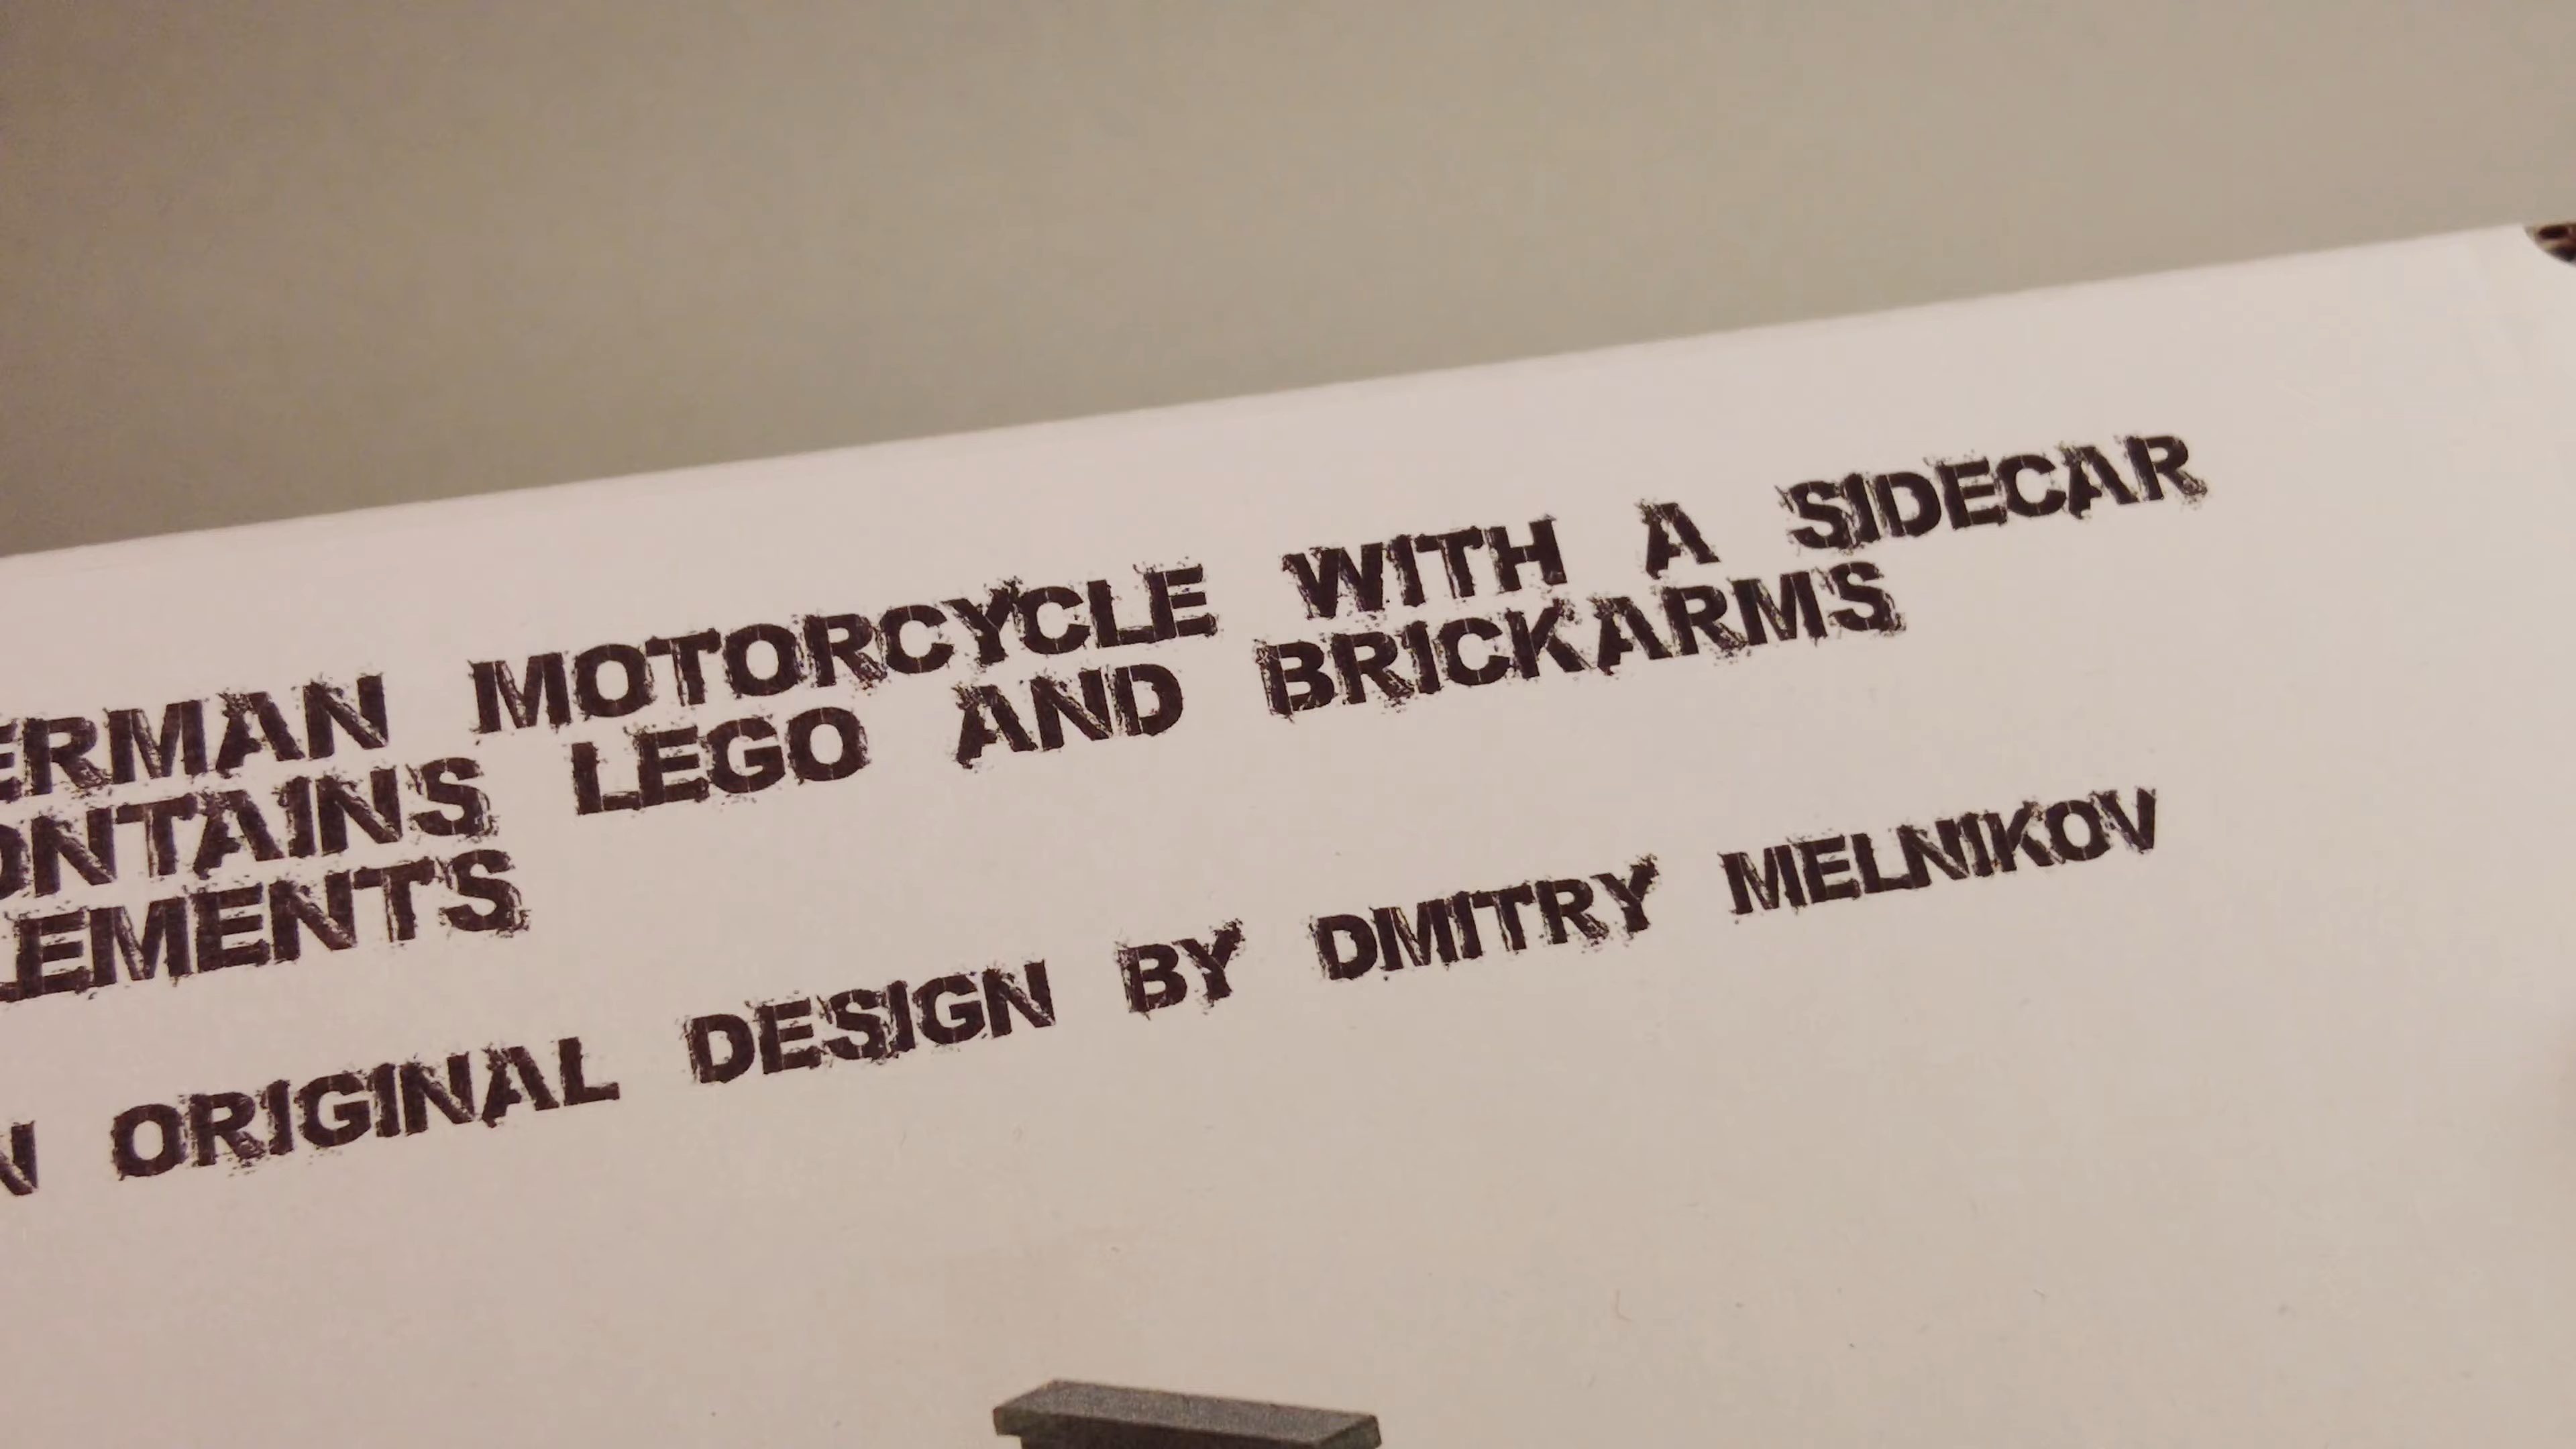 ERMAN MOTORCYCLE WITH A SIDECAR
ONTAINS LEGO AND BRICKARMS
LEMENTS
N ORIGINAL DESIGN BY DMITRY MELNIKOV